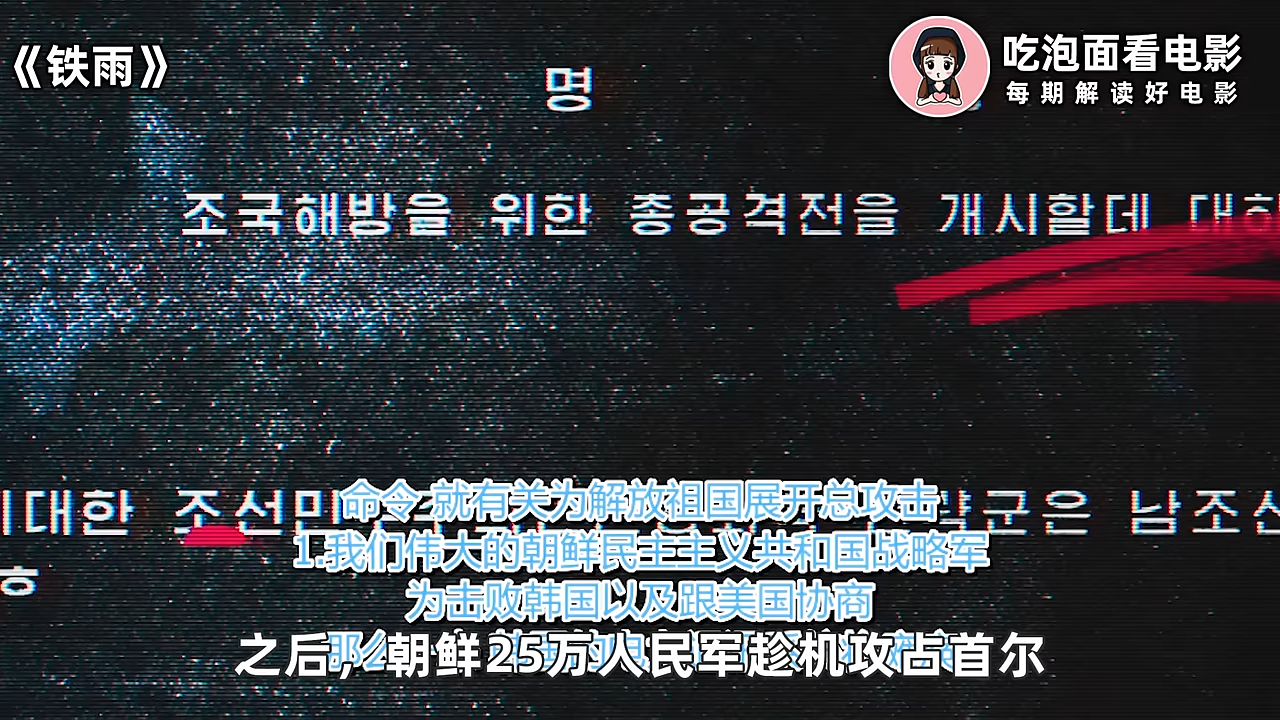 《铁雨》
吃泡面看电影
每期解读好电影
명
조국해방을 위한 총공격전을 개시할데
대한 조선민
군은 남조선
命令 就有关为解放祖国展开总攻击
1.我们伟大的朝鲜民主主义共和国战略军
为击败韩国以及跟美国协商
之后，朝鲜25万人民军趁机攻占首尔